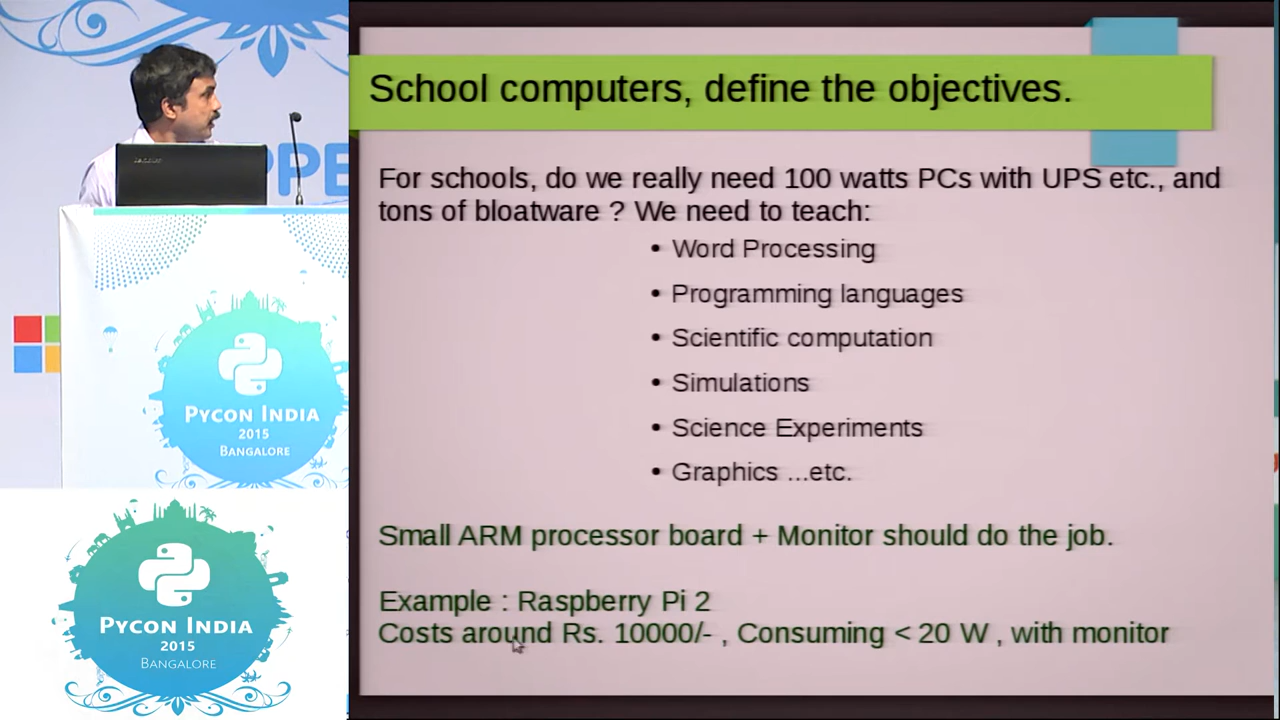 School computers, define the objectives.
For schools, do we really need 100 watts PCs with UPS etc., and
tons of bloatware ? We need to teach:
• Word Processing
• Programming languages
• Scientific computation
• Simulations
• Science Experiments
• Graphics ...etc.
Small ARM processor board + Monitor should do the job.
Example : Raspberry Pi 2
Costs around Rs. 10000/- , Consuming < 20 W , with monitor
lenovo
PPE
PYCON INDIA
2015
BANGALORE
PYCON INDIA
2015
BANGALORE